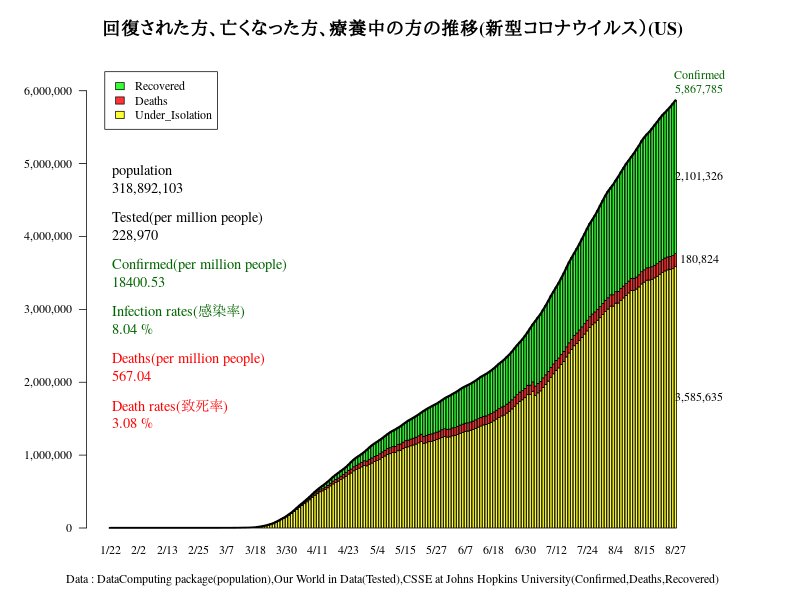 回復された方、亡くなった方、療養中の方の推移(新型コロナウイルス)(US)
Confirmed
5,867,785
Recovered
Deaths
Under_Isolation
6,000,000
5,000,000
4,000,000
3,000,000
2,000,000
1,000,000
0
population
318,892,103
Tested(per million people)
228,970
Confirmed(per million people)
18400.53
Infection rates(感染率)
8.04 %
Deaths(per million people)
567.04
Death rates(致死率)
3.08 %
2,101,326
180,824
3,585,635
1/22 2/2 2/13 2/25 3/7 3/18 3/30 4/11 4/23 5/4 5/15 5/27 6/7 6/18 6/30 7/12 7/24 8/4 8/15 8/27
Data : DataComputing package(population),Our World in Data(Tested),CSSE at Johns Hopkins University(Confirmed,Deaths,Recovered)